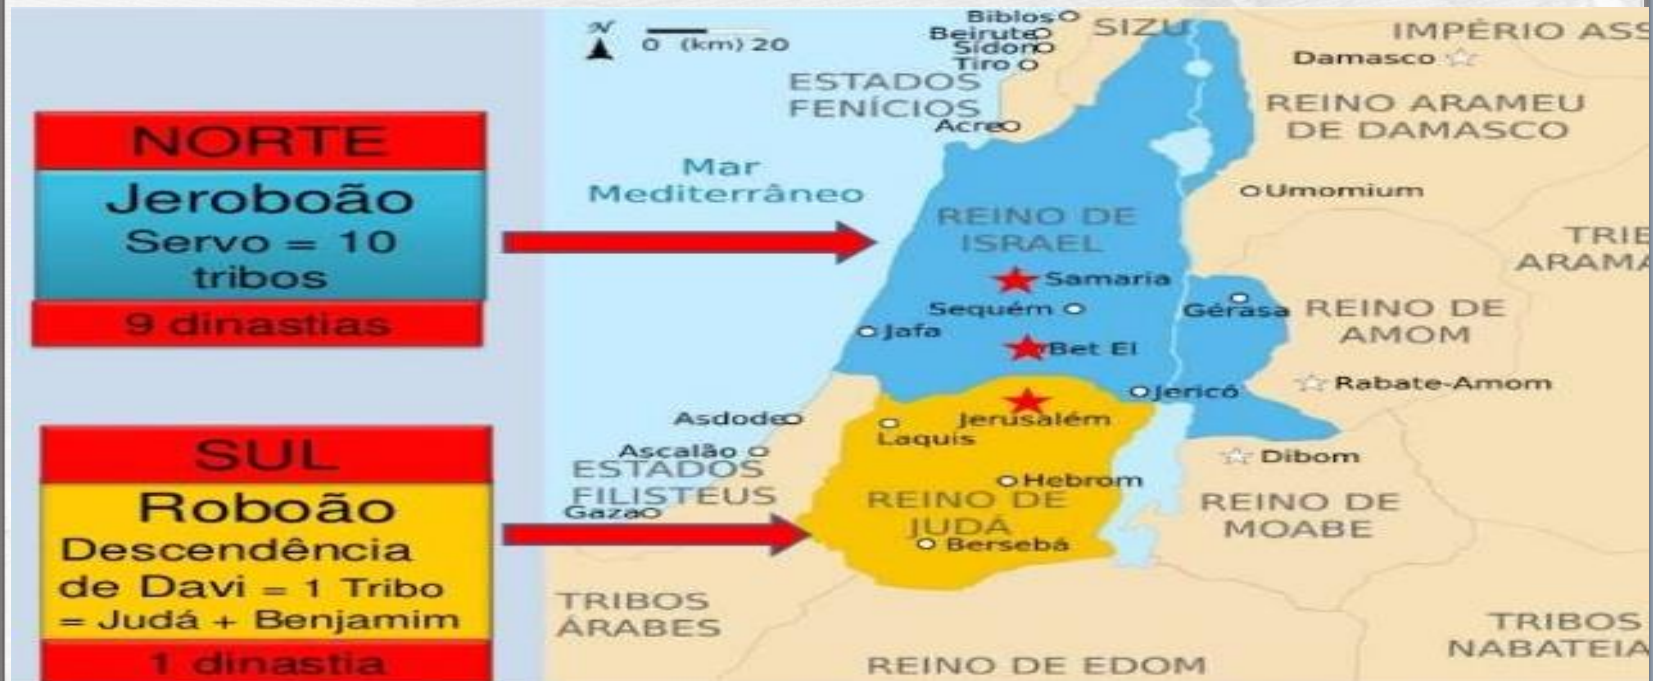 NORTE
Jeroboão
Servo = 10
tribos
9 dinastias
SUL
Roboão
Descendência
de Davi = 1 Tribo
= Judá + Benjamim
1 dinastia
N
0 (km) 20
Biblos
Beirute
Sídon
Tiro
SIZU
IMPÉRIO ASS
Damasco
ESTADOS
FENÍCIOS
Acre
REINO ARAMEU
DE DAMASCO
Mar
Mediterrâneo
Umomium
REINO DE
ISRAEL
TRIB
ARAMA
Samaria
Sequém
Gérasa
REINO DE
AMOM
Jafa
Bet El
Jericó
Rabate-Amom
Asdode
Jerusalém
Laquis
Ascalão
ESTADOS
FILISTEUS
Gaza
Dibom
Hebrom
REINO DE
JUDÁ
Bersebá
REINO DE
MOABE
TRIBOS
ÁRABES
TRIBOS
NABATEIA
REINO DE EDOM